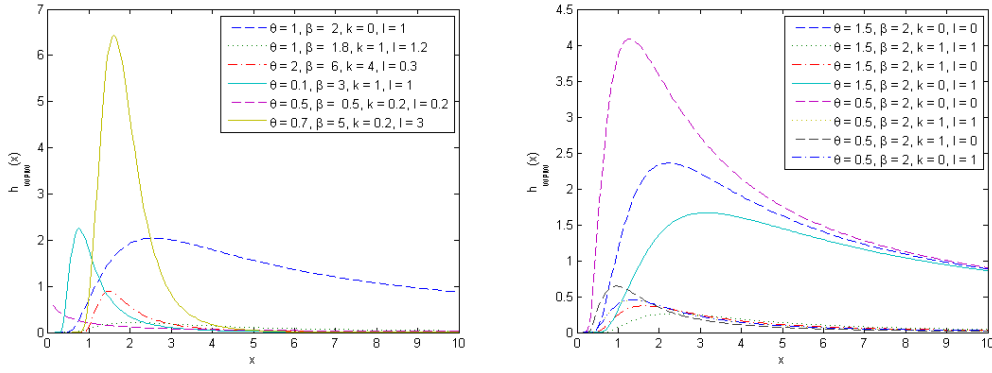 7
6
5
4
3
2
1
0
h (x)
0 1 2 3 4 5 6 7 8 9 10
x
θ = 1, β = 2, k = 0, l = 1
θ = 1, β = 1.8, k = 1, l = 1.2
θ = 2, β = 6, k = 4, l = 0.3
θ = 0.1, β = 3, k = 1, l = 1
θ = 0.5, β = 0.5, k = 0.2, l = 0.2
θ = 0.7, β = 5, k = 0.2, l = 3
4.5
4
3.5
3
2.5
2
1.5
1
0.5
0
h (x)
0 1 2 3 4 5 6 7 8 9 10
x
θ = 1.5, β = 2, k = 0, l = 0
θ = 1.5, β = 2, k = 1, l = 1
θ = 1.5, β = 2, k = 1, l = 0
θ = 1.5, β = 2, k = 0, l = 1
θ = 0.5, β = 2, k = 0, l = 0
θ = 0.5, β = 2, k = 1, l = 1
θ = 0.5, β = 2, k = 1, l = 0
θ = 0.5, β = 2, k = 0, l = 1